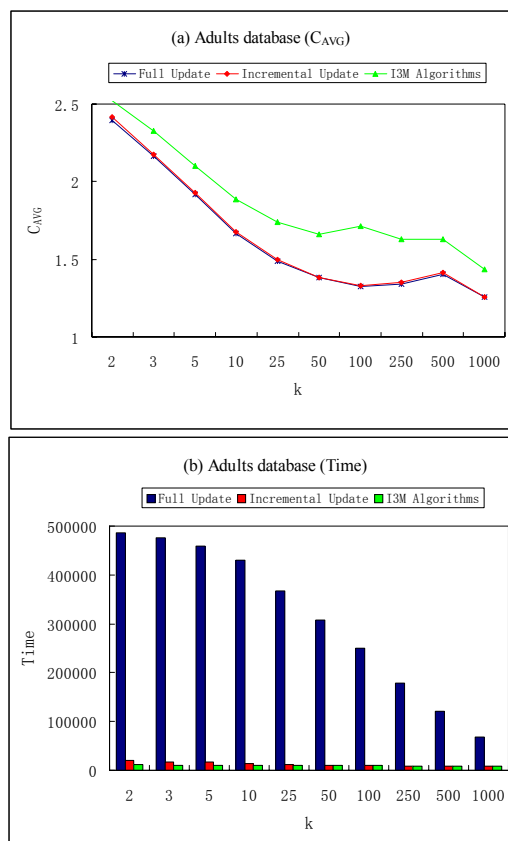 (a) Adults database (CAVG)
Full Update Incremental Update I3M Algorithms
2.5
2
1.5
1
CAVG
2 3 5 10 25 50 100 250 500 1000
k
(b) Adults database (Time)
Full Update Incremental Update I3M Algorithms
500000
400000
300000
200000
100000
0
Time
2 3 5 10 25 50 100 250 500 1000
k